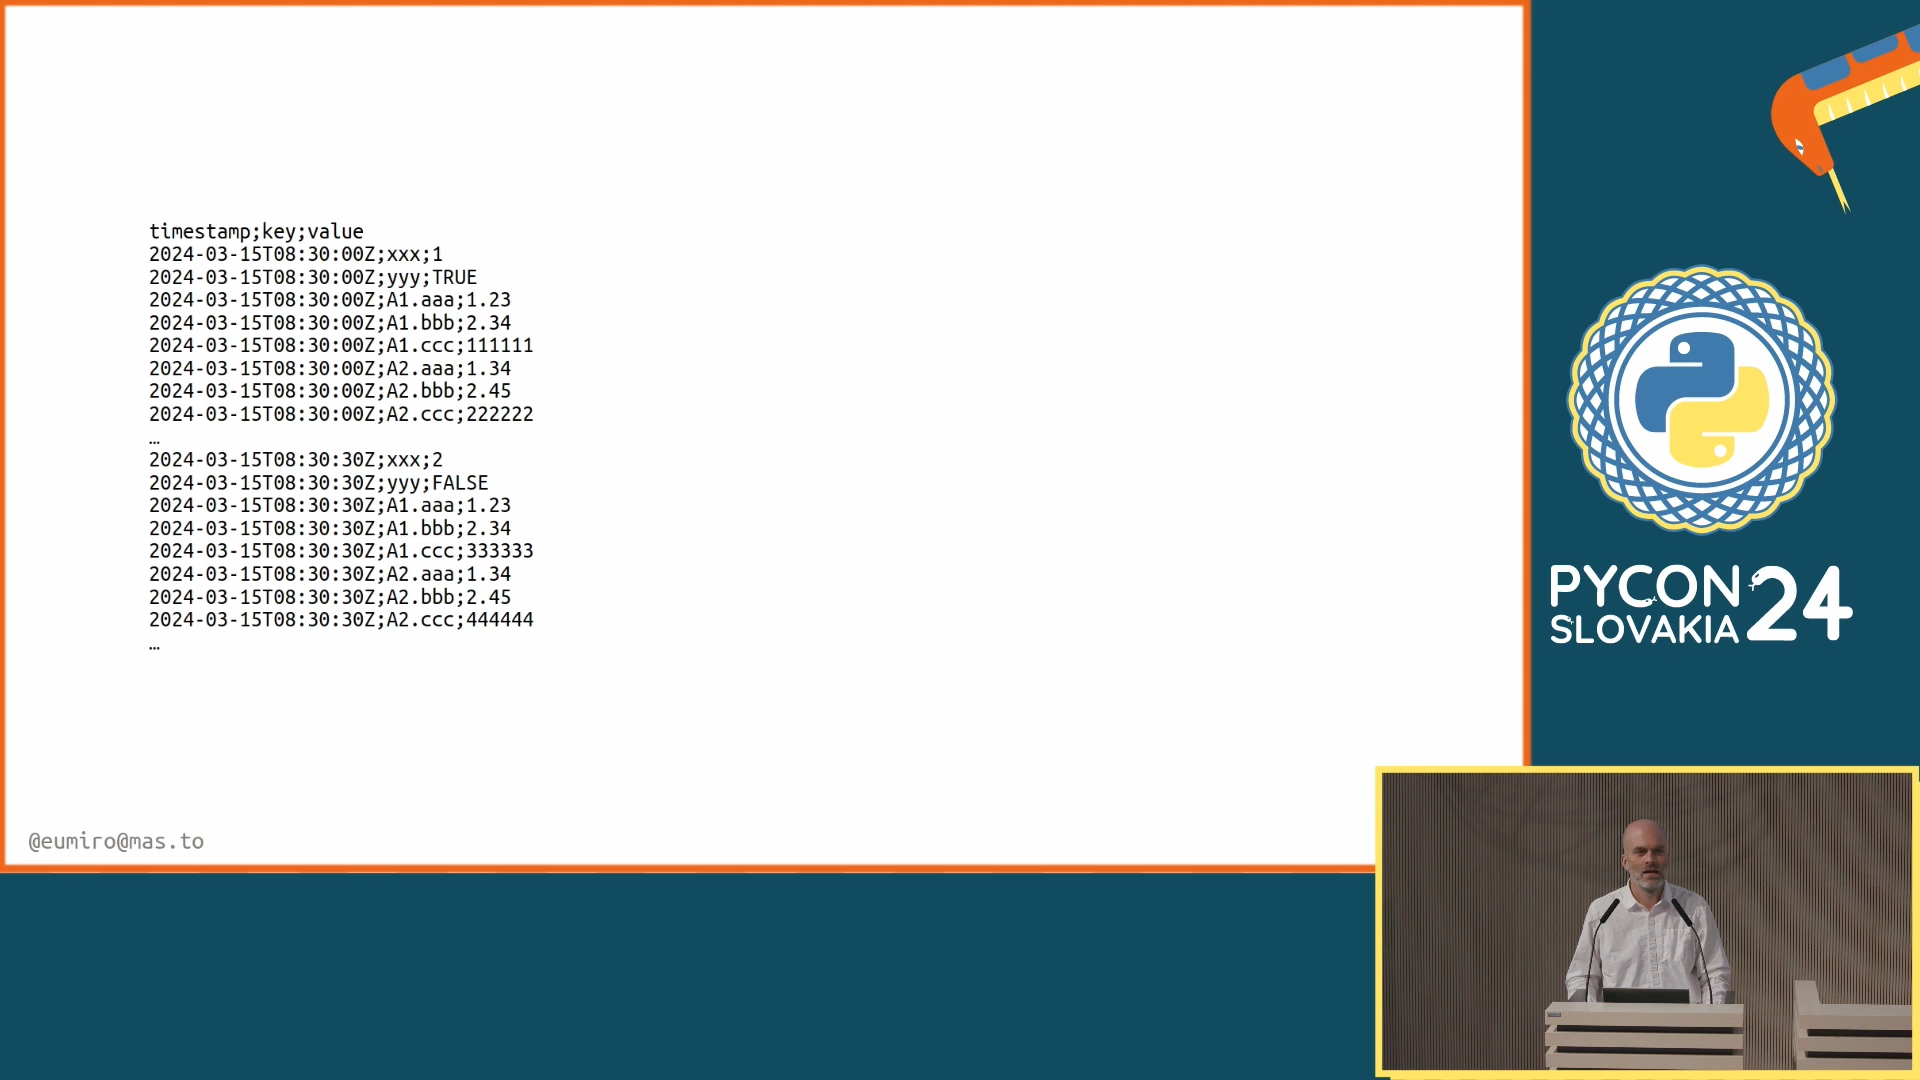 timestamp;key;value
2024-03-15T08:30:00Z;xxx;1
2024-03-15T08:30:00Z;yyy;TRUE
2024-03-15T08:30:00Z;A1.aaa;1.23
2024-03-15T08:30:00Z;A1.bbb;2.34
2024-03-15T08:30:00Z;A1.ccc;111111
2024-03-15T08:30:00Z;A2.aaa;1.34
2024-03-15T08:30:00Z;A2.bbb;2.45
2024-03-15T08:30:00Z;A2.ccc;222222
…
2024-03-15T08:30:30Z;xxx;2
2024-03-15T08:30:30Z;yyy;FALSE
2024-03-15T08:30:30Z;A1.aaa;1.23
2024-03-15T08:30:30Z;A1.bbb;2.34
2024-03-15T08:30:30Z;A1.ccc;333333
2024-03-15T08:30:30Z;A2.aaa;1.34
2024-03-15T08:30:30Z;A2.bbb;2.45
2024-03-15T08:30:30Z;A2.ccc;444444
…
@eumiro@mas.to
PYCON 24
SLOVAKIA